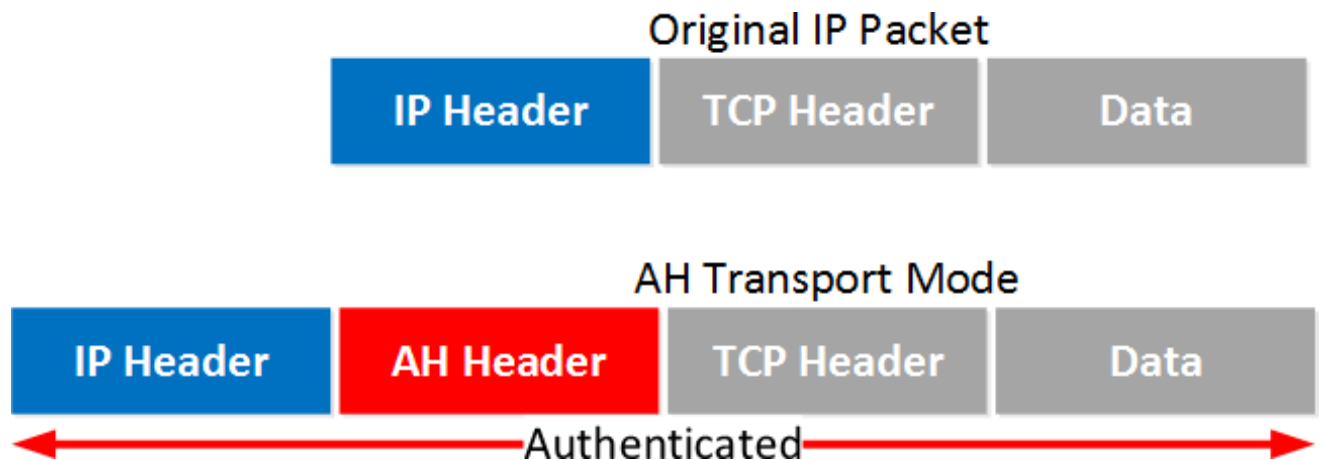 Original IP Packet
IP Header TCP Header Data
AH Transport Mode
IP Header AH Header TCP Header Data
Authenticated